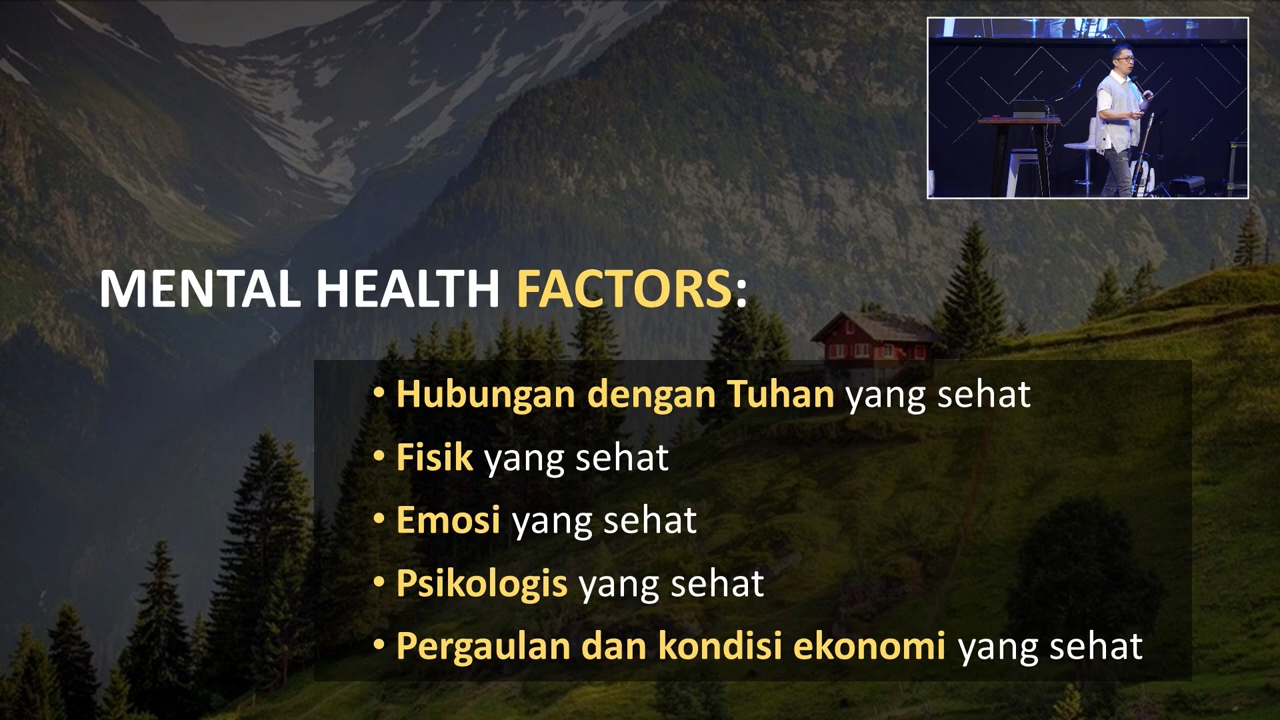 MENTAL HEALTH FACTORS:
• Hubungan dengan Tuhan yang sehat
• Fisik yang sehat
• Emosi yang sehat
• Psikologis yang sehat
• Pergaulan dan kondisi ekonomi yang sehat